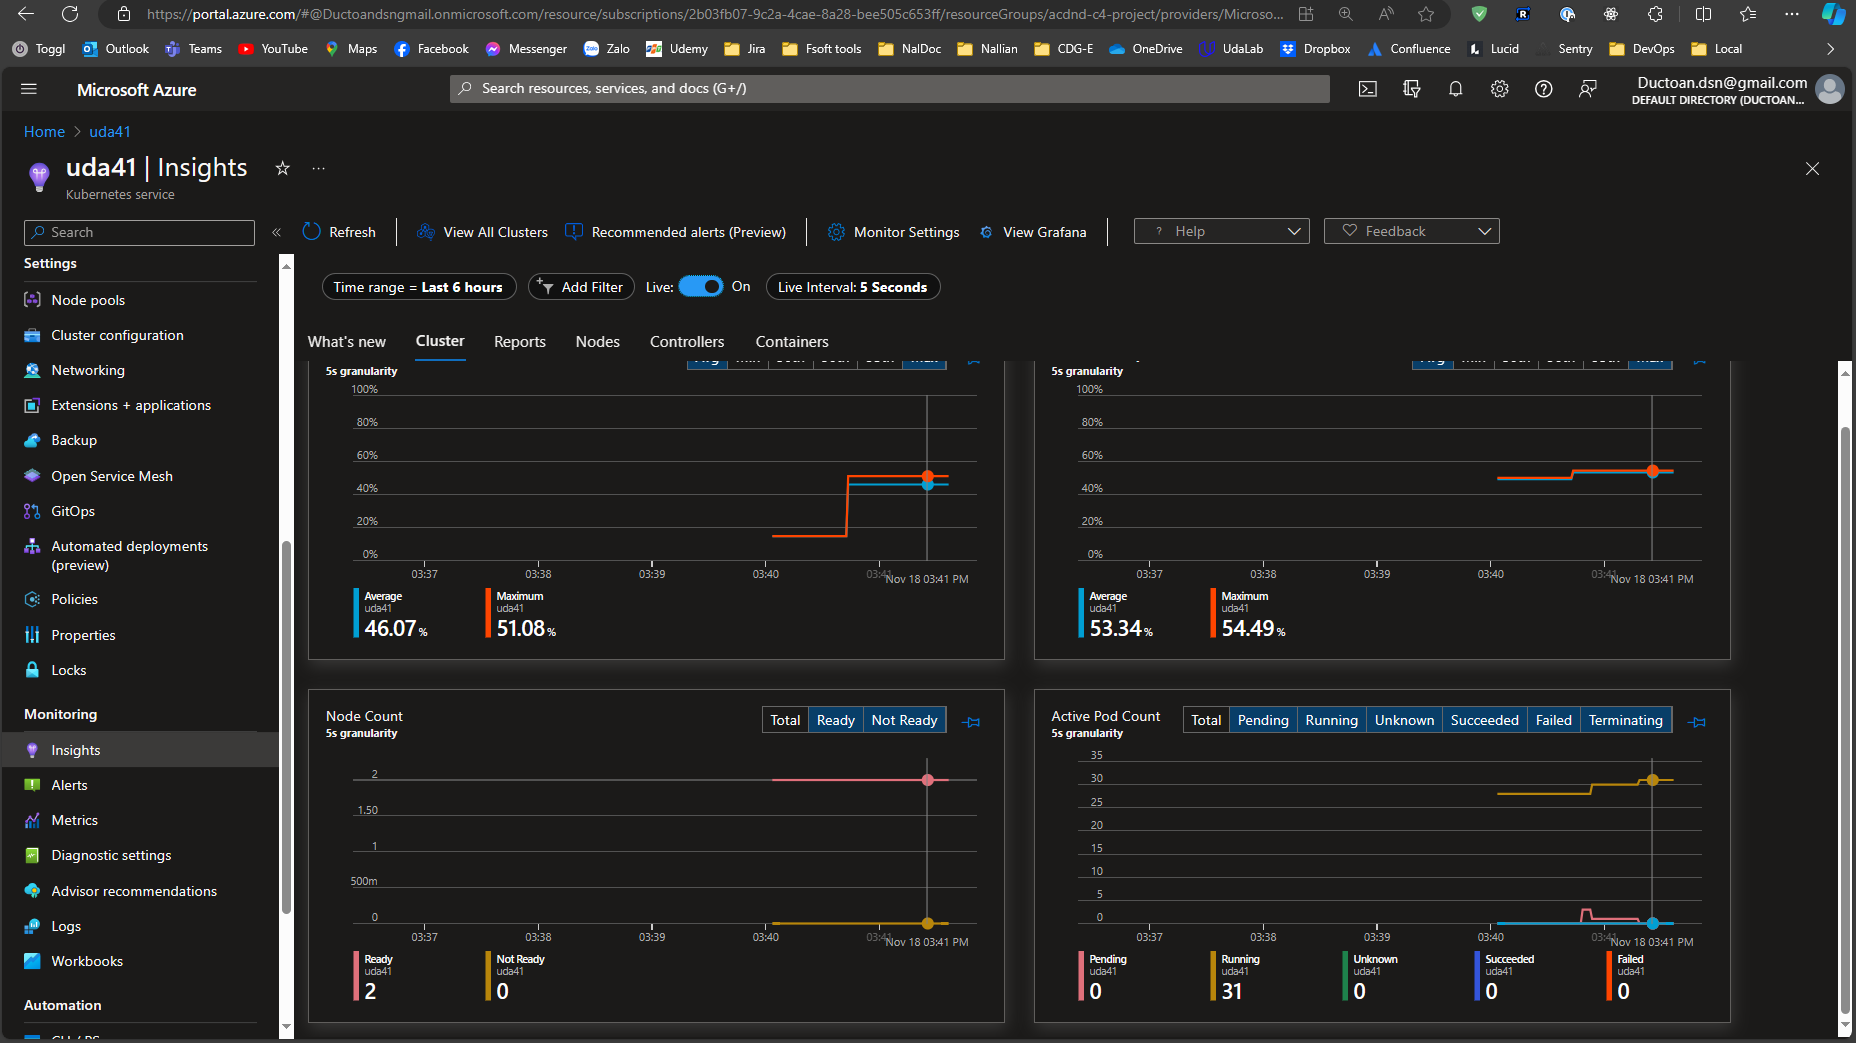 https://portal.azure.com/#@Ductoandsngmail.onmicrosoft.com/resource/subscriptions/2b03fb07-9c2a-4cae-8a28-bee505c653ff/resourceGroups/acdnd-c4-project/providers/Microso...
Toggl Outlook Teams YouTube Maps Facebook Messenger Zalo Udemy Jira Fsoft tools NalDoc Nallian CDG-E OneDrive UdaLab Dropbox Confluence Lucid Sentry DevOps Local
Microsoft Azure
Search resources, services, and docs (G+/)
Ductoan.dsn@gmail.com
DEFAULT DIRECTORY (DUCTOAN...
Home > uda41
uda41 | Insights
Kubernetes service
Search
Refresh
View All Clusters
Recommended alerts (Preview)
Monitor Settings
View Grafana
Help
Feedback
Settings
Node pools
Cluster configuration
Networking
Extensions + applications
Backup
Open Service Mesh
GitOps
Automated deployments
(preview)
Policies
Properties
Locks
Monitoring
Insights
Alerts
Metrics
Diagnostic settings
Advisor recommendations
Logs
Workbooks
Automation
Time range = Last 6 hours
Add Filter
Live: On
Live Interval: 5 Seconds
What's new Cluster Reports Nodes Controllers Containers
5s granularity
100%
80%
60%
40%
20%
0%
03:37 03:38 03:39 03:40 03:41 Nov 18 03:41 PM
Average
uda41
46.07 %
Maximum
uda41
51.08 %
5s granularity
100%
80%
60%
40%
20%
0%
03:37 03:38 03:39 03:40 03:41 Nov 18 03:41 PM
Average
uda41
53.34 %
Maximum
uda41
54.49 %
Node Count
5s granularity
Total Ready Not Ready
2
1.50
1
500m
0
03:37 03:38 03:39 03:40 03:41 Nov 18 03:41 PM
Ready
uda41
2
Not Ready
uda41
0
Active Pod Count
5s granularity
Total Pending Running Unknown Succeeded Failed Terminating
35
30
25
20
15
10
5
0
03:37 03:38 03:39 03:40 03:41 Nov 18 03:41 PM
Pending
uda41
0
Running
uda41
31
Unknown
uda41
0
Succeeded
uda41
0
Failed
uda41
0